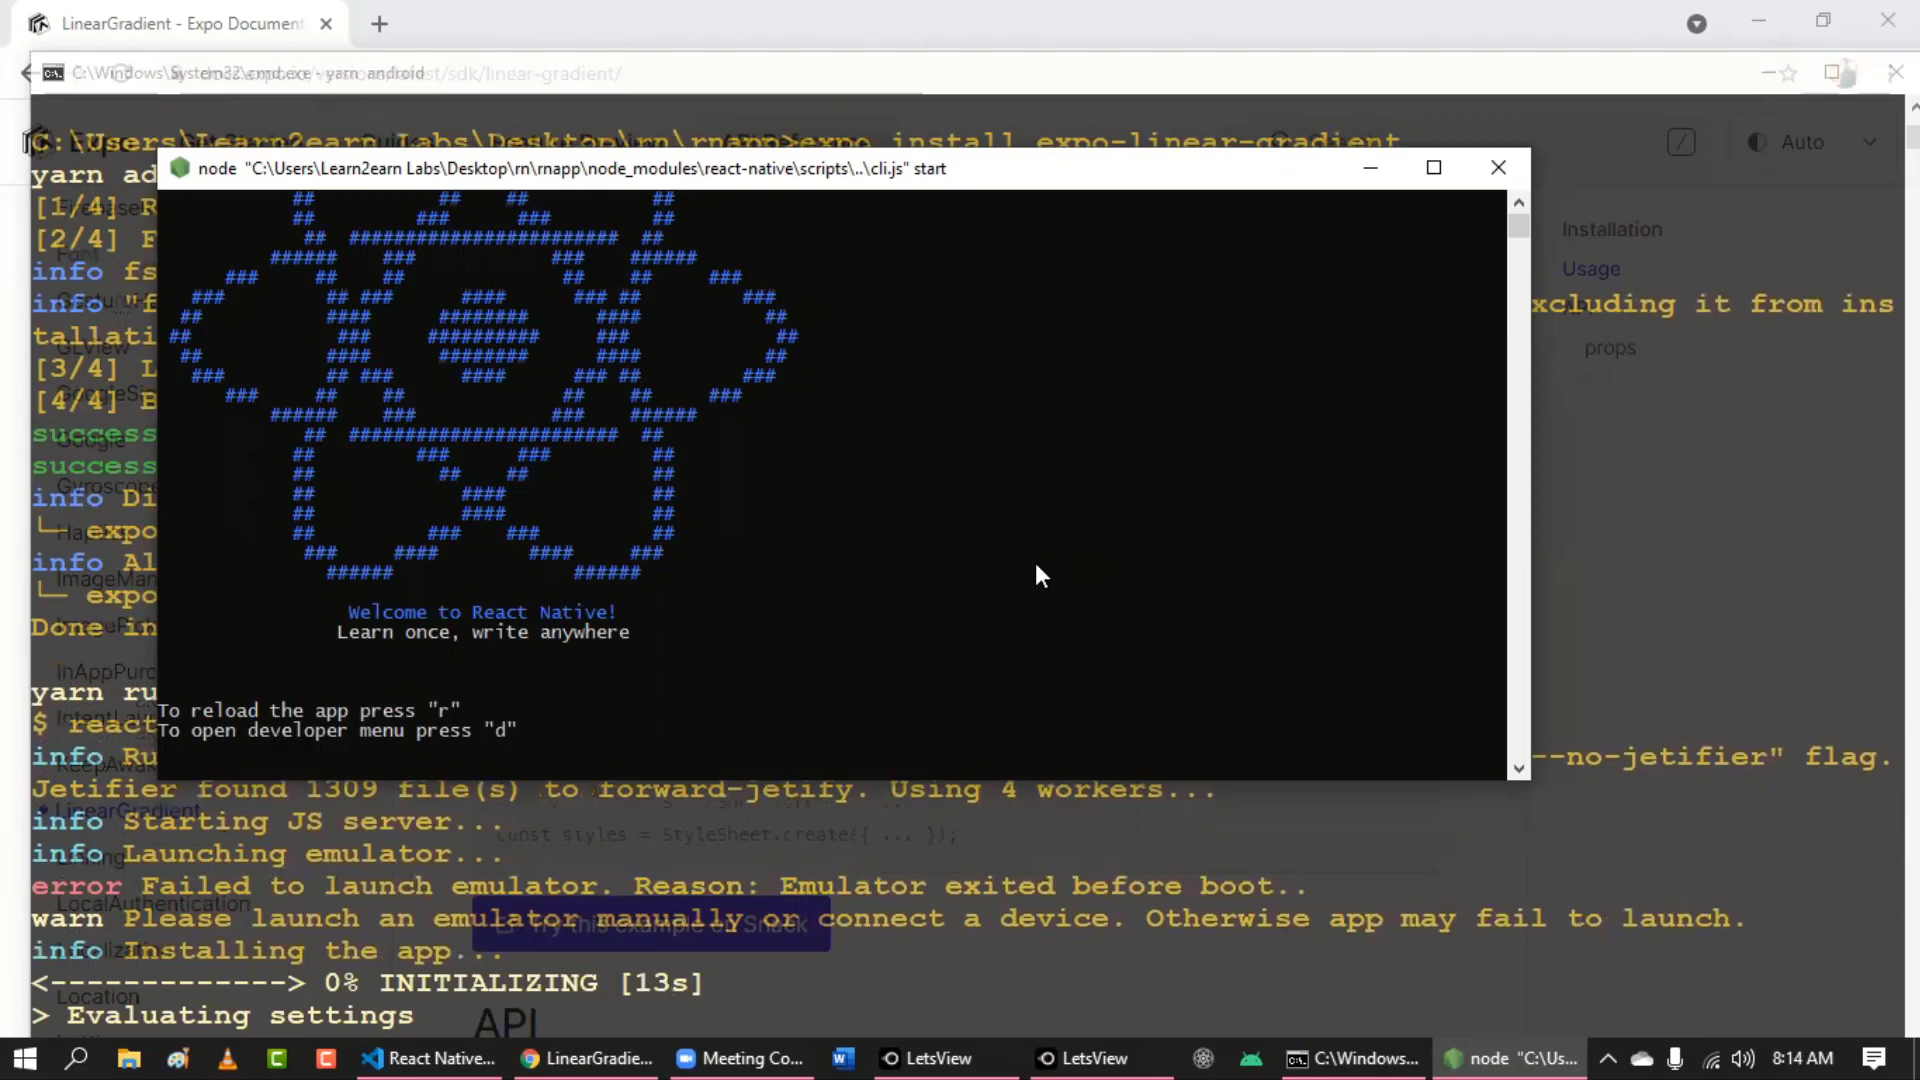 LinearGradient - Expo Document
C:\Windows\System32\cmd.exe - yarn android
/sdk/linear-gradient/
C:\Users\Learn2earn Labs\Desktop\rn\rnapp>expo install expo-linear-gradient
Auto
node "C:\Users\Learn2earn Labs\Desktop\rn\rnapp\node_modules\react-native\scripts\..\cli.js" start
yarn ad
[1/4] R
[2/4] F
Font
info fs
info "f
xcluding it from ins
tallati
GLView
[3/4] L
GoogleSi
[4/4] B
success
Google
success
Gyroscope
info Di
└─ expo
info Al
ImageMan
└─ expo
Done in
InAppPurc
yarn ru
$ react
info Ru
--no-jetifier" flag.
Installation
Usage
props
Welcome to React Native!
Learn once, write anywhere
To reload the app press "r"
To open developer menu press "d"
Jetifier found 1309 file(s) to forward-jetify. Using 4 workers...
LinearGradient
info Starting JS server...
const styles = StyleSheet.create({ ... });
info Launching emulator...
Linking
error Failed to launch emulator. Reason: Emulator exited before boot..
LocalAuthentication
warn Please launch an emulator manually or connect a device. Otherwise app may fail to launch.
Try this example on Snack
info Installing the app...
<-------------> 0% INITIALIZING [13s]
Location
> Evaluating settings
API
React Native...
LinearGradie...
Meeting Co...
LetsView
LetsView
C:\Windows...
node "C:\Us...
8:14 AM